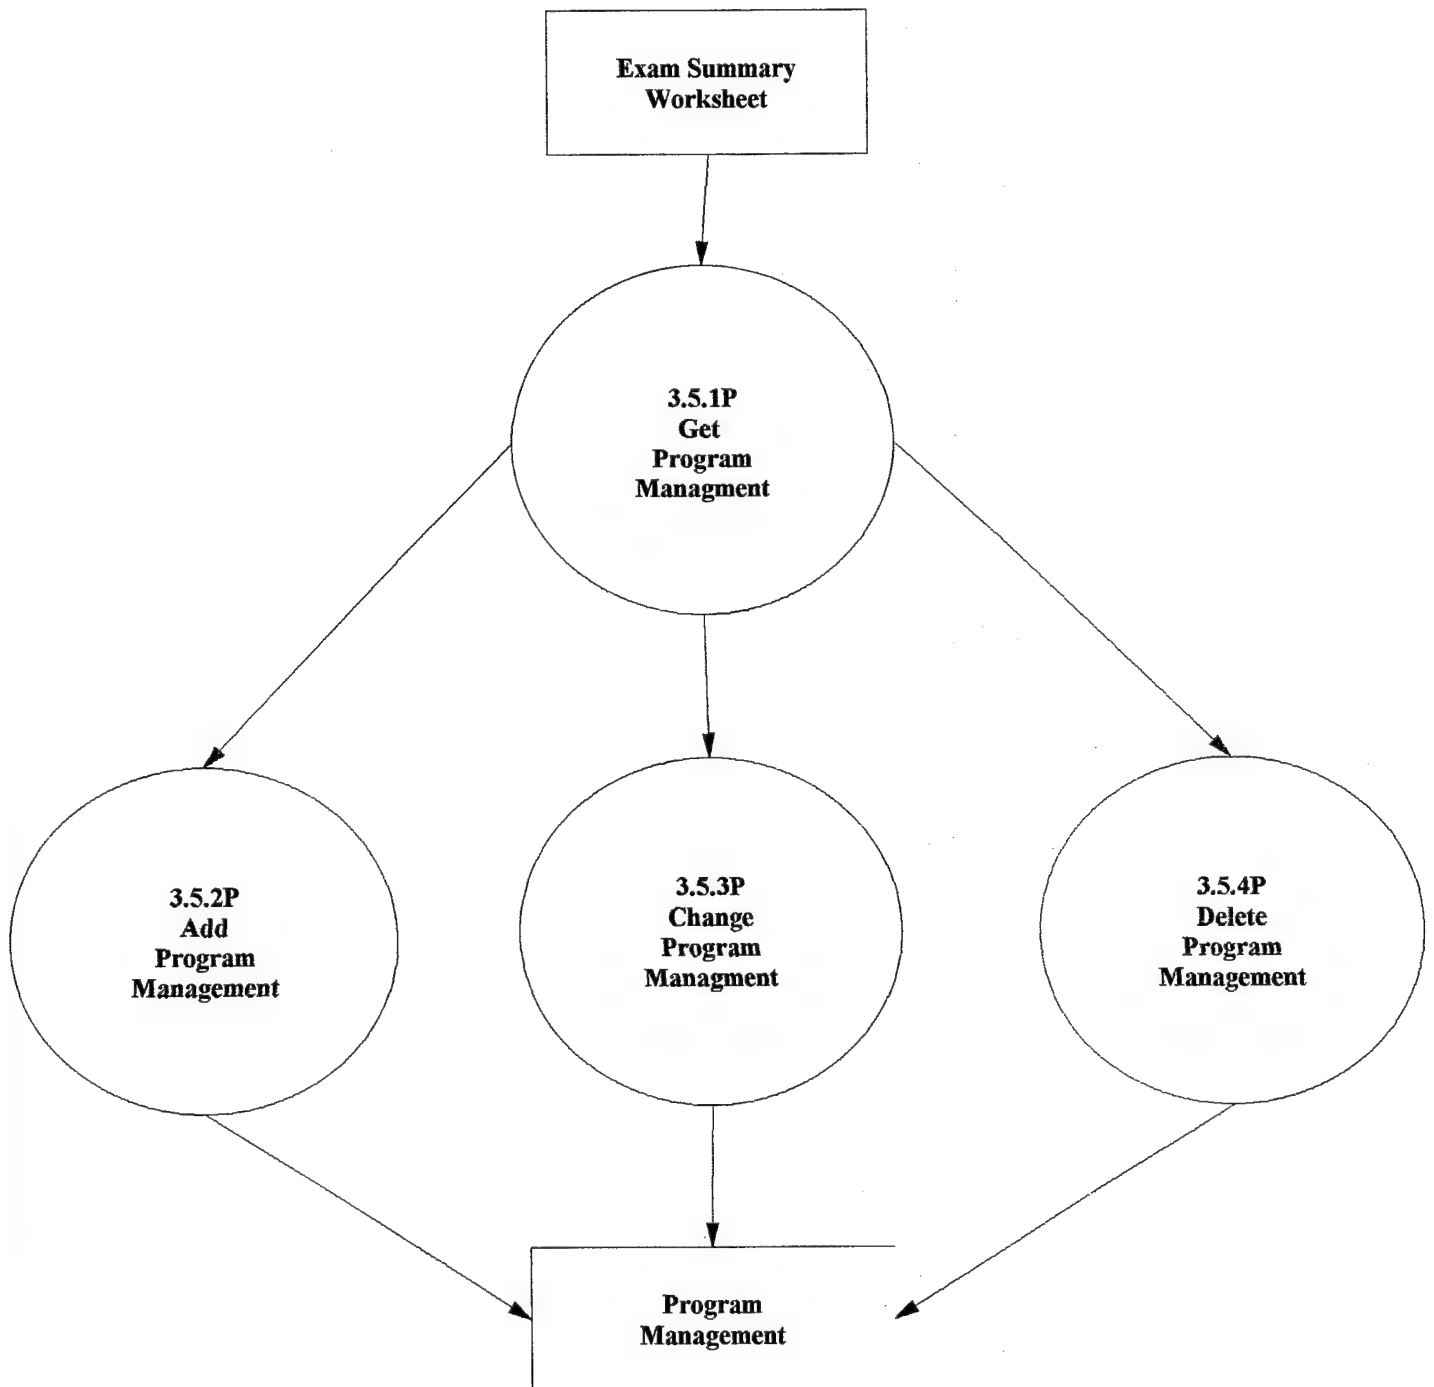 Exam Summary
Worksheet
3.5.1P
Get
Program
Managment
3.5.2P
Add
Program
Management
3.5.3P
Change
Program
Managment
3.5.4P
Delete
Program
Management
Program
Management